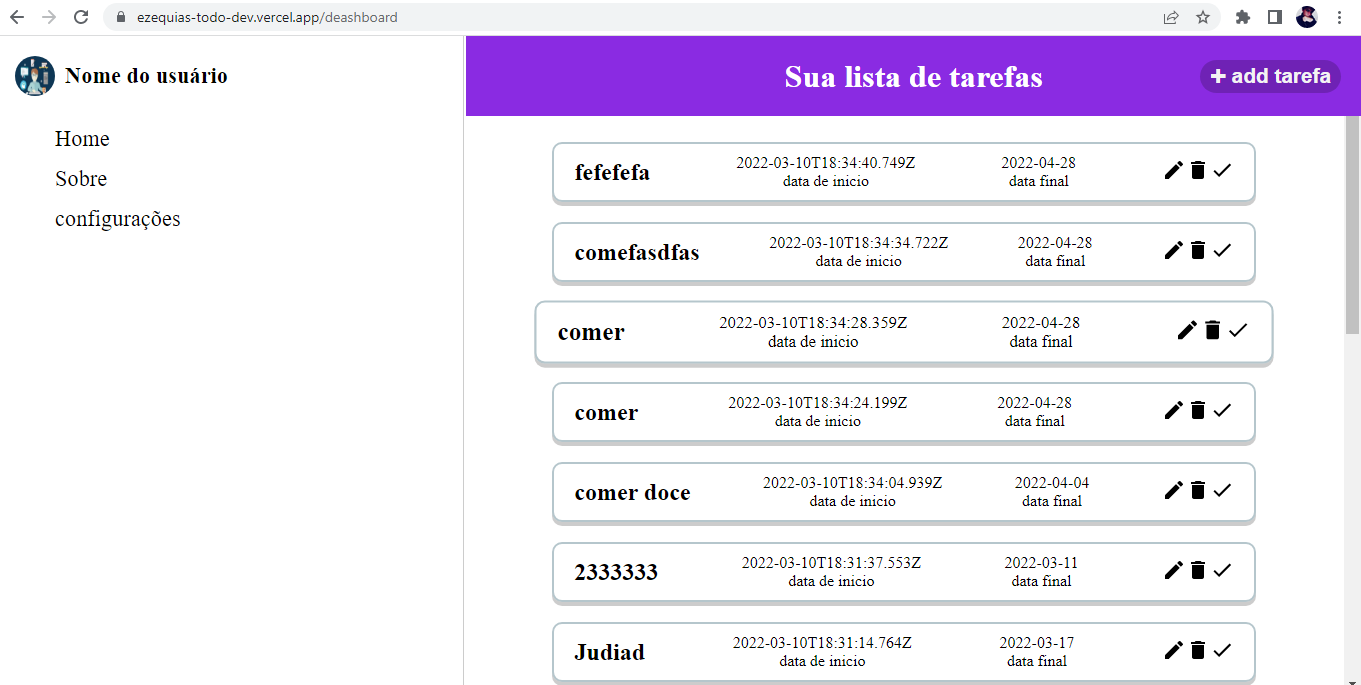 ezequias-todo-dev.vercel.app/deashboard
Nome do usuário
Home
Sobre
configurações
Sua lista de tarefas
+ add tarefa
fefefefa
2022-03-10T18:34:40.749Z
data de inicio
2022-04-28
data final
comefasdfas
2022-03-10T18:34:34.722Z
data de inicio
2022-04-28
data final
comer
2022-03-10T18:34:28.359Z
data de inicio
2022-04-28
data final
comer
2022-03-10T18:34:24.199Z
data de inicio
2022-04-28
data final
comer doce
2022-03-10T18:34:04.939Z
data de inicio
2022-04-04
data final
2333333
2022-03-10T18:31:37.553Z
data de inicio
2022-03-11
data final
Judiad
2022-03-10T18:31:14.764Z
data de inicio
2022-03-17
data final